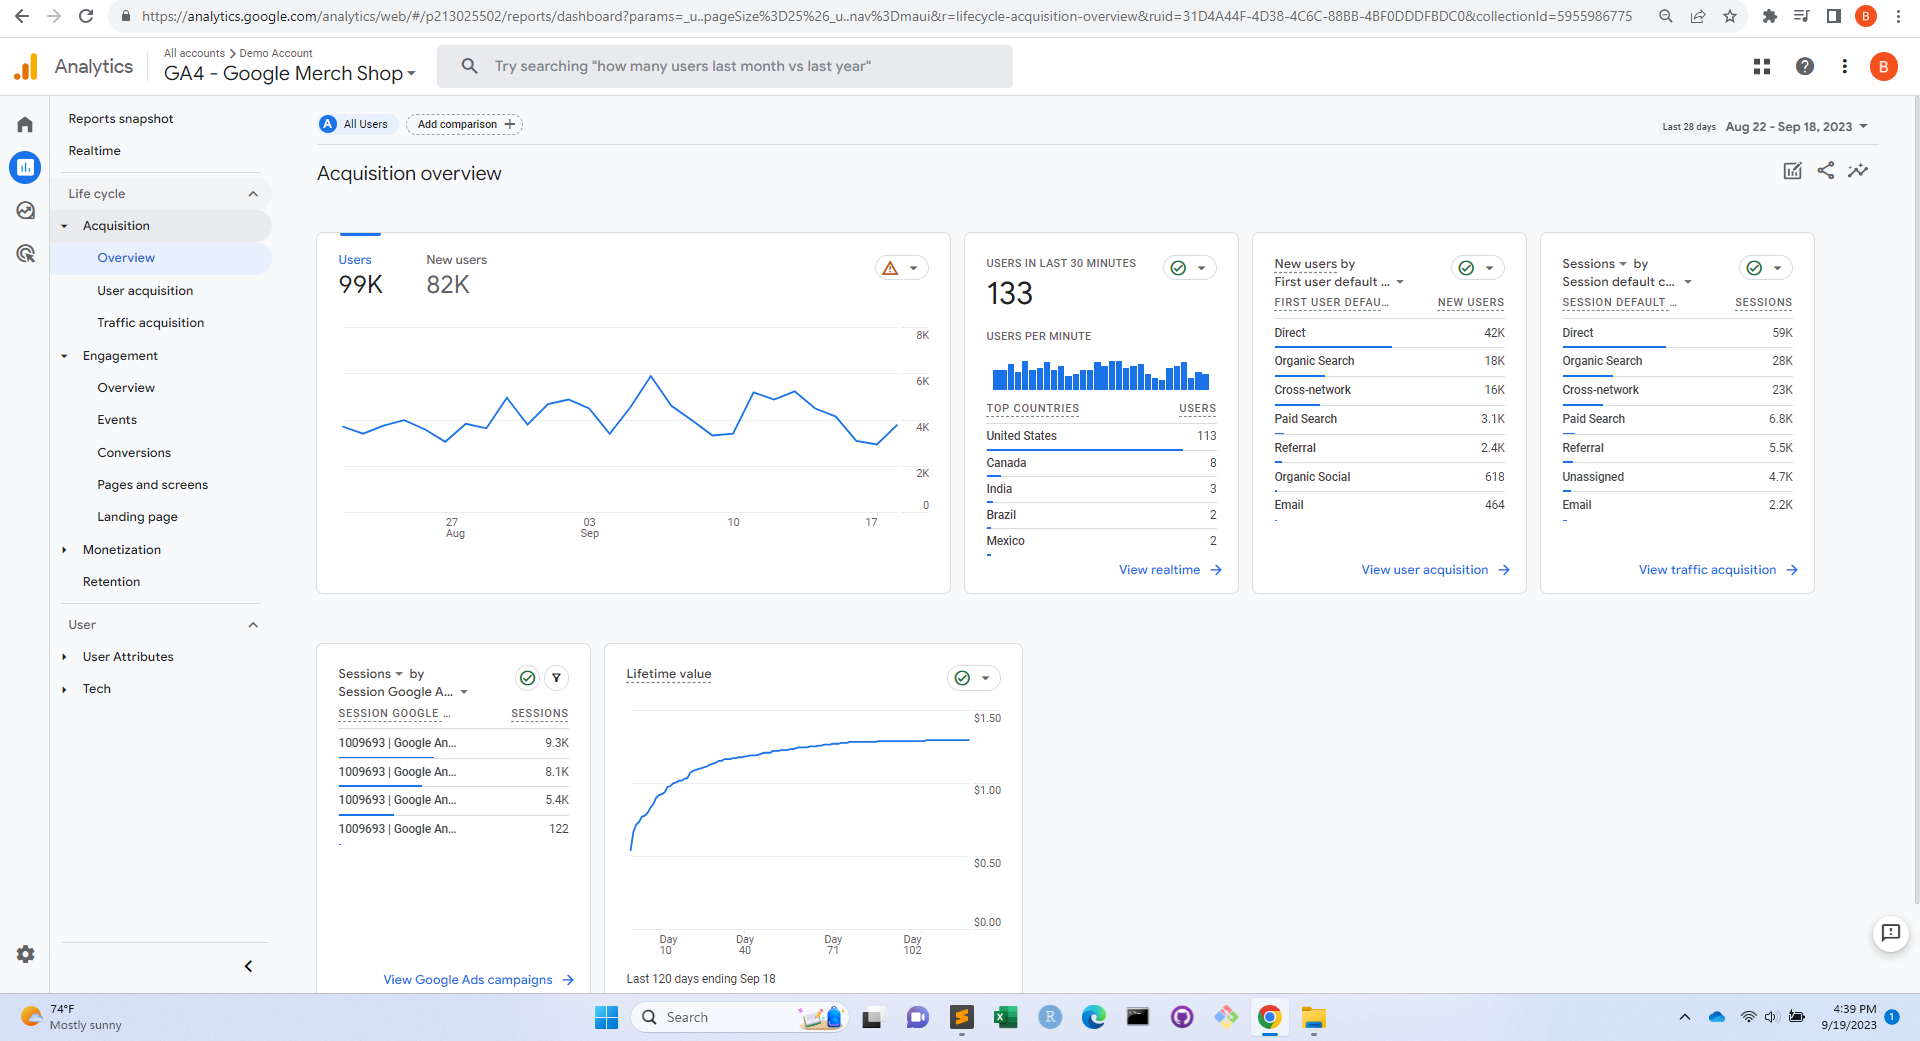 https://analytics.google.com/analytics/web/#/p213025502/reports/dashboard?params=_u..pageSize%3D25%26_u..nav%3Dmaui&r=lifecycle-acquisition-overview&ruid=31D4A44F-4D38-4C6C-88BB-4BF0DDDFBDC0&collectionId=5955986775
B
Analytics
All accounts > Demo Account
GA4 - Google Merch Shop
Try searching "how many users last month vs last year"
B
Reports snapshot
Realtime
Life cycle
Acquisition
Overview
User acquisition
Traffic acquisition
Engagement
Overview
Events
Conversions
Pages and screens
Landing page
Monetization
Retention
User
User Attributes
Tech
A All Users
Add comparison +
Last 28 days Aug 22 - Sep 18, 2023
Acquisition overview
Users
99K
New users
82K
8K
6K
4K
2K
0
27
Aug
03
Sep
10
17
USERS IN LAST 30 MINUTES
133
USERS PER MINUTE
TOP COUNTRIES USERS
United States 113
Canada 8
India 3
Brazil 2
Mexico 2
View realtime
New users by
First user default ...
FIRST USER DEFAU... NEW USERS
Direct 42K
Organic Search 18K
Cross-network 16K
Paid Search 3.1K
Referral 2.4K
Organic Social 618
Email 464
View user acquisition
Sessions by
Session default c...
SESSION DEFAULT ... SESSIONS
Direct 59K
Organic Search 28K
Cross-network 23K
Paid Search 6.8K
Referral 5.5K
Unassigned 4.7K
Email 2.2K
View traffic acquisition
Sessions by
Session Google A...
SESSION GOOGLE ... SESSIONS
1009693 | Google An... 9.3K
1009693 | Google An... 8.1K
1009693 | Google An... 5.4K
1009693 | Google An... 122
View Google Ads campaigns
Lifetime value
$1.50
$1.00
$0.50
$0.00
Day
10
Day
40
Day
71
Day
102
Last 120 days ending Sep 18
74°F
Mostly sunny
Search
R
4:39 PM
9/19/2023
1